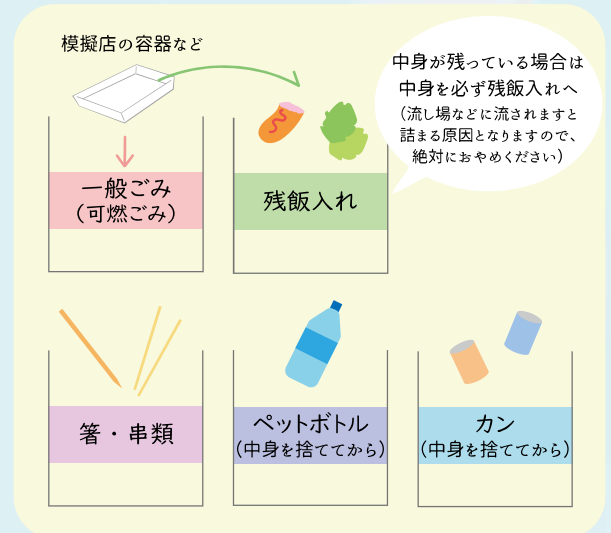 模擬店の容器など
中身が残っている場合は
中身を必ず残飯入れへ
（流し場などに流されますと
詰まる原因となりますので、
絶対におやめください）
一般ごみ
（可燃ごみ）
残飯入れ
箸・串類
ペットボトル
（中身を捨ててから）
カン
（中身を捨ててから）